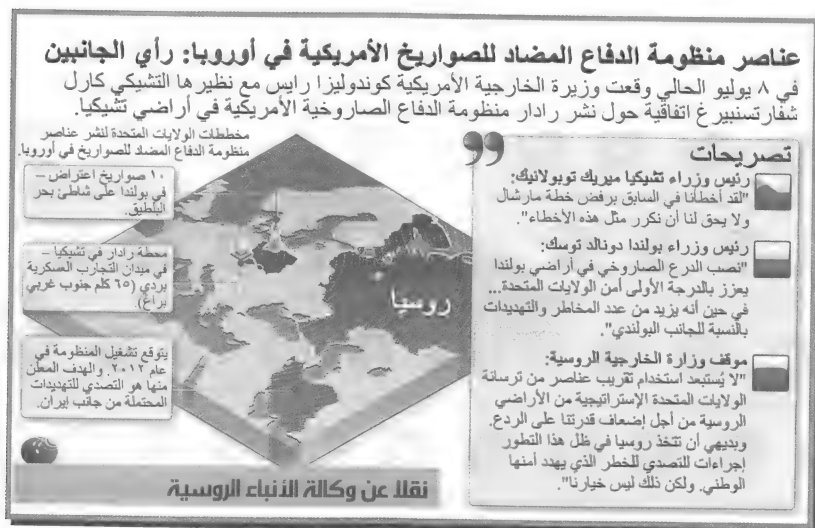 عناصر منظومة الدفاع المضاد للصواريخ الأمريكية في أوروبا: رأي الجانبين
في ٨ يوليو الحالي وقعت وزيرة الخارجية الأمريكية كوندوليزا رايس مع نظيرها التشيكي كارل
شفارتسنبيرغ اتفاقية حول نشر رادار منظومة الدفاع الصاروخية الأمريكية في أراضي تشيكيا.
تصريحات
رئيس وزراء تشيكيا ميريك توبولانيك:
"لقد أخطأنا في السابق برفض خطة مارشال
ولا يحق لنا أن نكرر مثل هذه الأخطاء".
رئيس وزراء بولندا دونالد توسك:
"نصب الدرع الصاروخي في أراضي بولندا
يعزز بالدرجة الأولى أمن الولايات المتحدة...
في حين أنه يزيد من عدد المخاطر والتهديدات
بالنسبة للجانب البولندي".
موقف وزارة الخارجية الروسية:
"لا يُستبعد استخدام تقريب عناصر من ترسانة
الولايات المتحدة الإستراتيجية من الأراضي
الروسية من أجل إضعاف قدرتنا على الردع.
وبديهي أن تتخذ روسيا في ظل هذا التطور
إجراءات للتصدي للخطر الذي يهدد أمنها
الوطني. ولكن ذلك ليس خيارنا".
مخططات الولايات المتحدة لنشر عناصر
منظومة الدفاع المضاد للصواريخ في أوروبا.
١٠ صواريخ اعتراض –
في بولندا على شاطئ بحر
البلطيق.
محطة رادار في تشيكيا –
في ميدان التجارب العسكرية
بردي (٦٥ كلم جنوب غربي
براغ).
يتوقع تشغيل المنظومة في
عام ٢٠١٢. والهدف المعلن
منها هو التصدي للتهديدات
المحتملة من جانب إيران.
روسيا
نقلا عن وكالة الأنباء الروسية